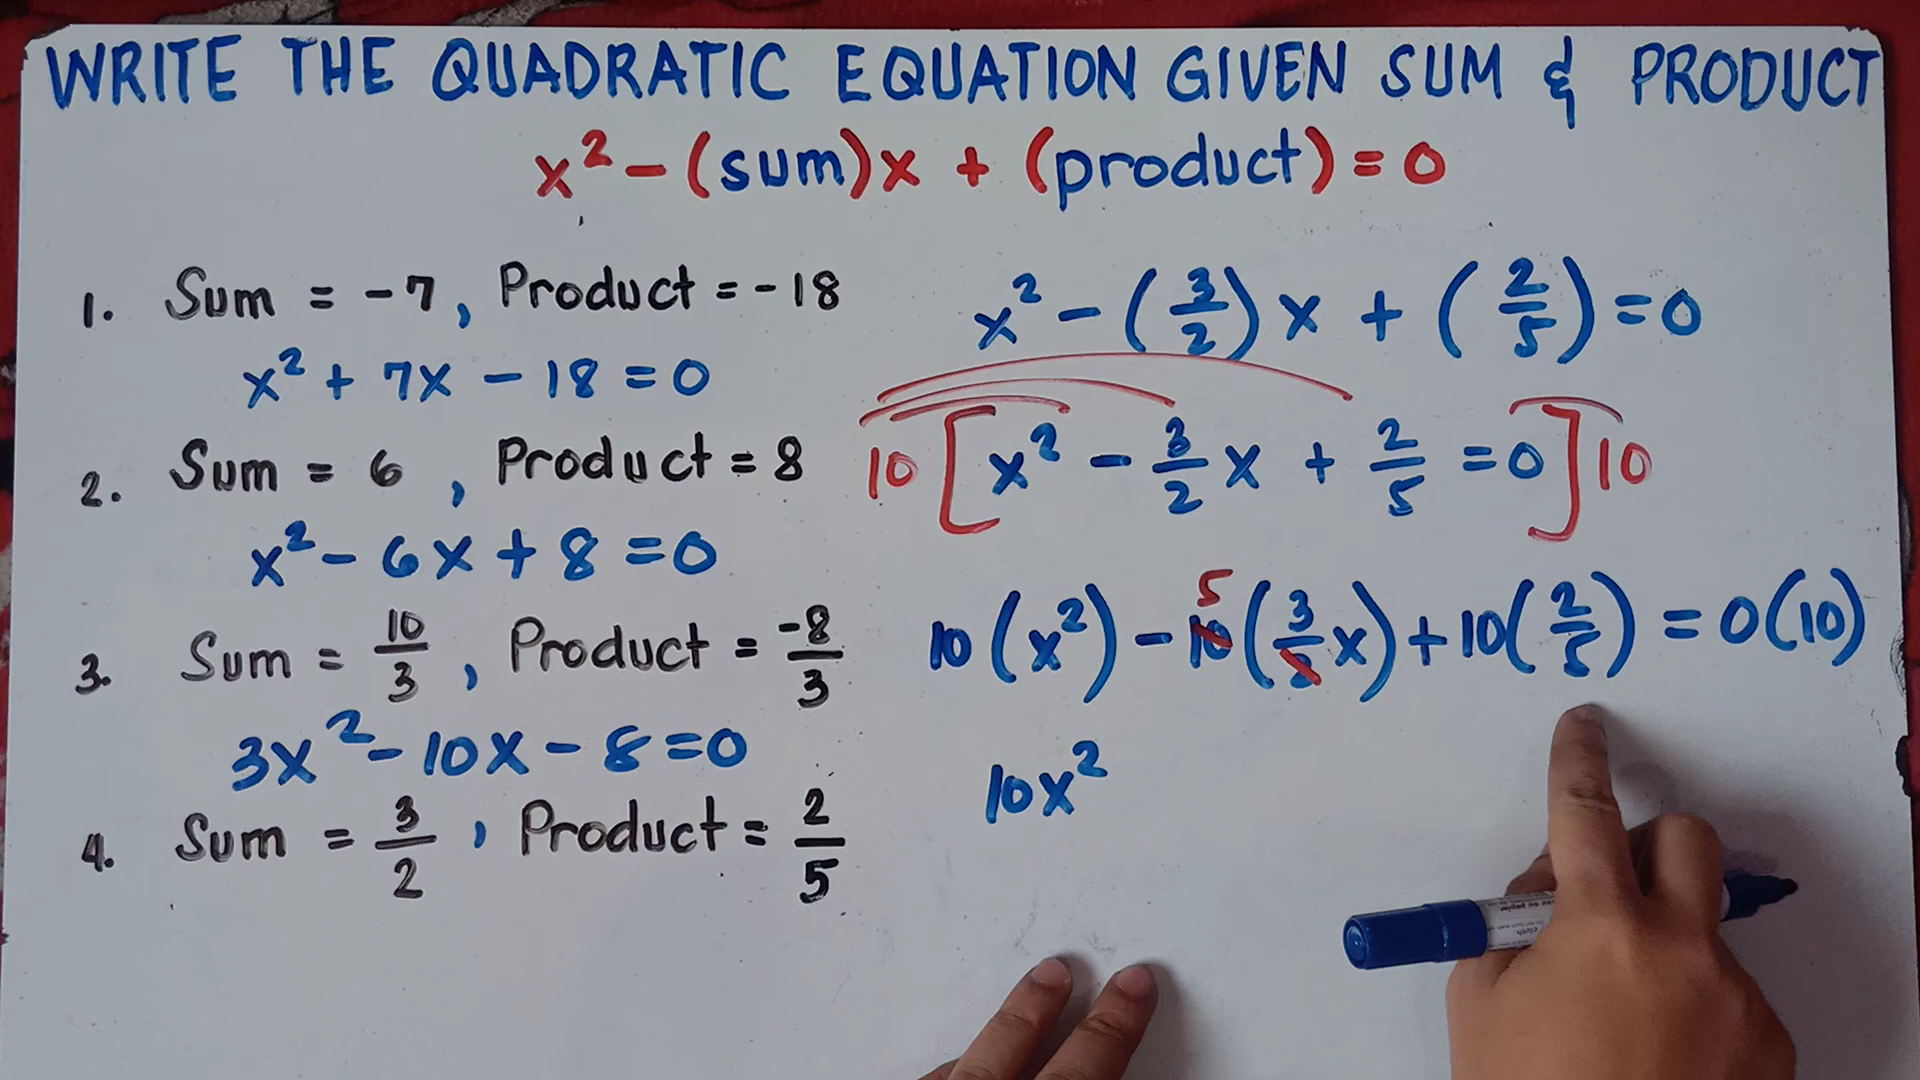 WRITE THE QUADRATIC EQUATION GIVEN SUM & PRODUCT
x² - (sum)x + (product) = 0
1. Sum = -7, Product = -18
x² + 7x - 18 = 0
2. Sum = 6, Product = 8
x² - 6x + 8 = 0
3. Sum = 10/3, Product = -8/3
3x² - 10x - 8 = 0
4. Sum = 3/2, Product = 2/5
x² - (3/2)x + (2/5) = 0
10[x² - 3/2x + 2/5 = 0]10
5
10(x²) - 10(3/2x) + 10(2/5) = 0(10)
10x²